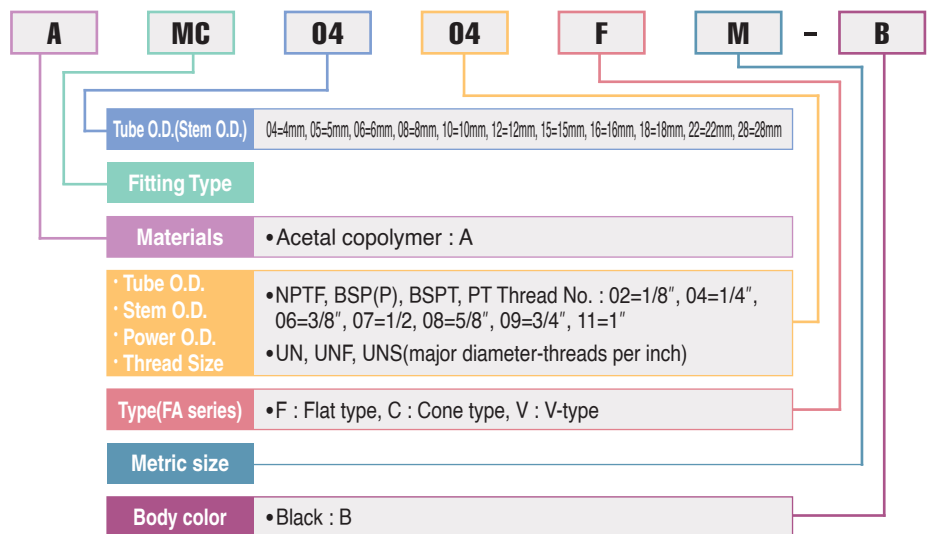 A MC 04 04 F M - B
Tube O.D.(Stem O.D.) 04=4mm, 05=5mm, 06=6mm, 08=8mm, 10=10mm, 12=12mm, 15=15mm, 16=16mm, 18=18mm, 22=22mm, 28=28mm
Fitting Type
Materials •Acetal copolymer : A
· Tube O.D.
· Stem O.D.
· Power O.D.
· Thread Size
•NPTF, BSP(P), BSPT, PT Thread No. : 02=1/8″, 04=1/4″,
06=3/8″, 07=1/2, 08=5/8″, 09=3/4″, 11=1″
•UN, UNF, UNS(major diameter-threads per inch)
Type(FA series) •F : Flat type, C : Cone type, V : V-type
Metric size
Body color •Black : B